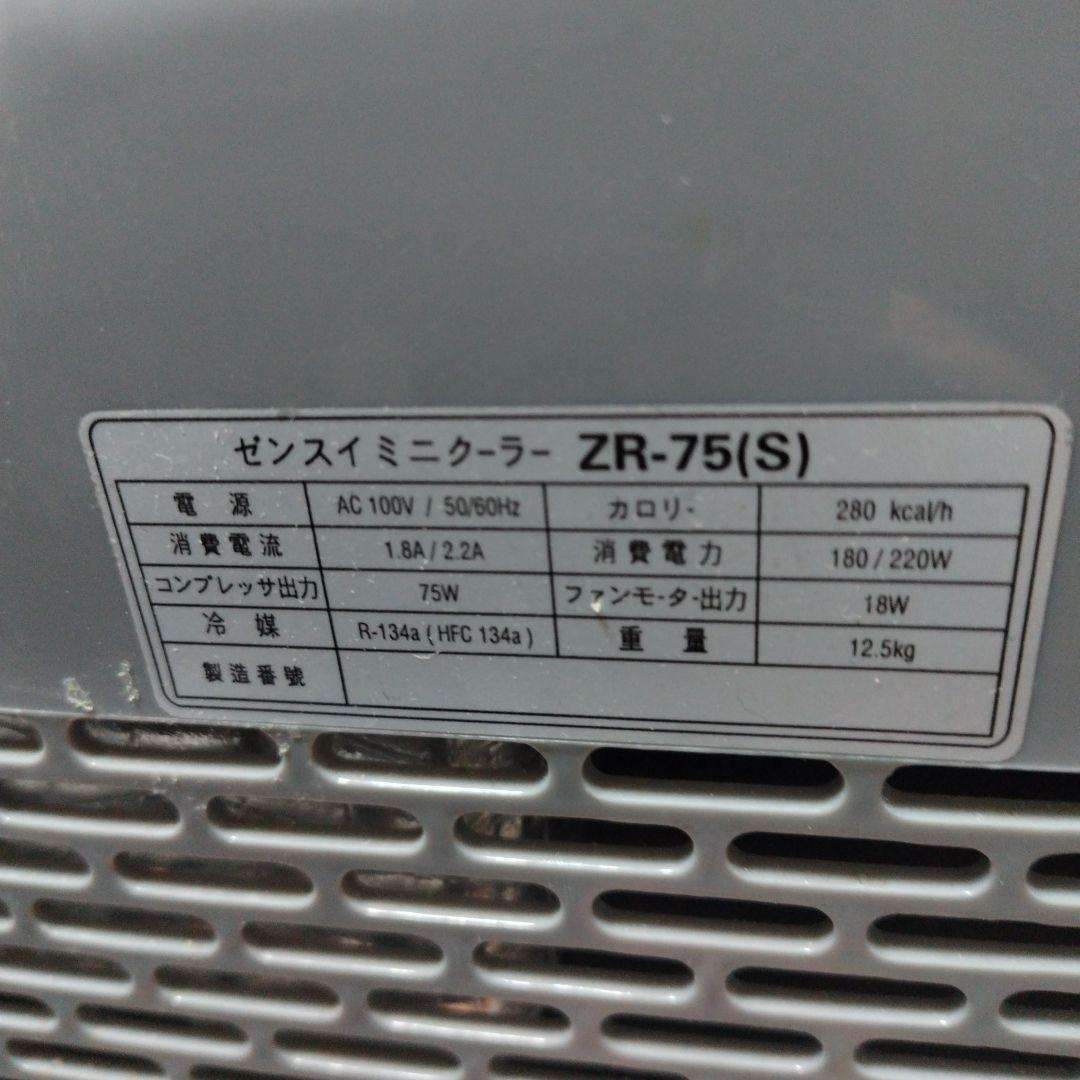 ゼンスイミニクーラー ZR-75(S)
電源 AC 100V / 50/60Hz カロリ- 280 kcal/h
消費電流 1.8A / 2.2A 消費電力 180 / 220W
コンプレッサ出力 75W ファンモ-タ-出力 18W
冷媒 R-134a ( HFC 134a ) 重量 12.5kg
製造番號